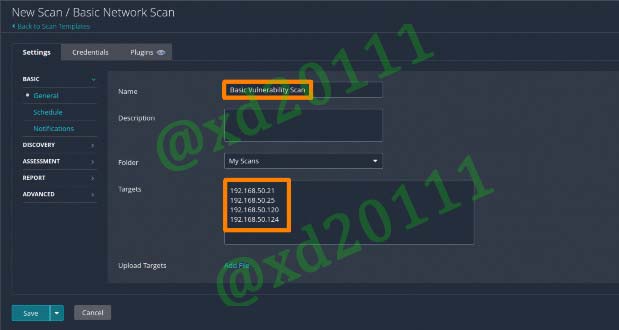 New Scan / Basic Network Scan
Back to Scan Templates
Settings Credentials Plugins
BASIC
General
Schedule
Notifications
DISCOVERY
ASSESSMENT
REPORT
ADVANCED
Name Basic Vulnerability Scan
Description
Folder My Scans
Targets 192.168.50.21
192.168.50.25
192.168.50.120
192.168.50.124
Upload Targets Add File
Save Cancel
@xd20111
@xd20111